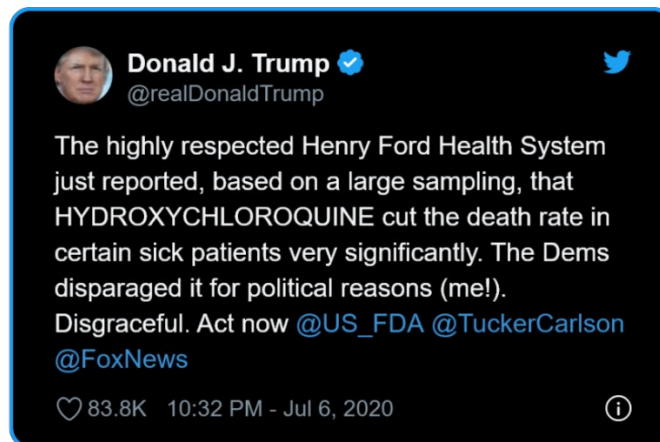 Donald J. Trump
@realDonaldTrump
The highly respected Henry Ford Health System
just reported, based on a large sampling, that
HYDROXYCHLOROQUINE cut the death rate in
certain sick patients very significantly. The Dems
disparaged it for political reasons (me!).
Disgraceful. Act now @US_FDA @TuckerCarlson
@FoxNews
83.8K 10:32 PM - Jul 6, 2020